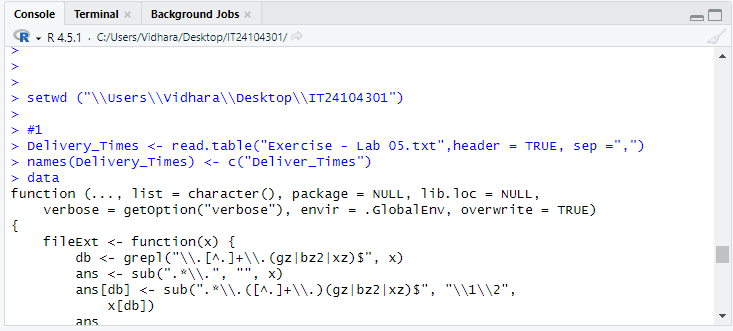 Console Terminal × Background Jobs ×
R R 4.5.1 · C:/Users/Vidhara/Desktop/IT24104301/
>
>
>
> setwd ("\\Users\\Vidhara\\Desktop\\IT24104301")
>
> #1
> Delivery_Times <- read.table("Exercise - Lab 05.txt",header = TRUE, sep =",")
> names(Delivery_Times) <- c("Deliver_Times")
> data
function (..., list = character(), package = NULL, lib.loc = NULL,
    verbose = getOption("verbose"), envir = .GlobalEnv, overwrite = TRUE)
{
    fileExt <- function(x) {
        db <- grepl("\\.[^.]+\\.(gz|bz2|xz)$", x)
        ans <- sub(".*\\.", "", x)
        ans[db] <- sub(".*\\.([^.]+\\.)(gz|bz2|xz)$", "\\1\\2",
            x[db])
        ans